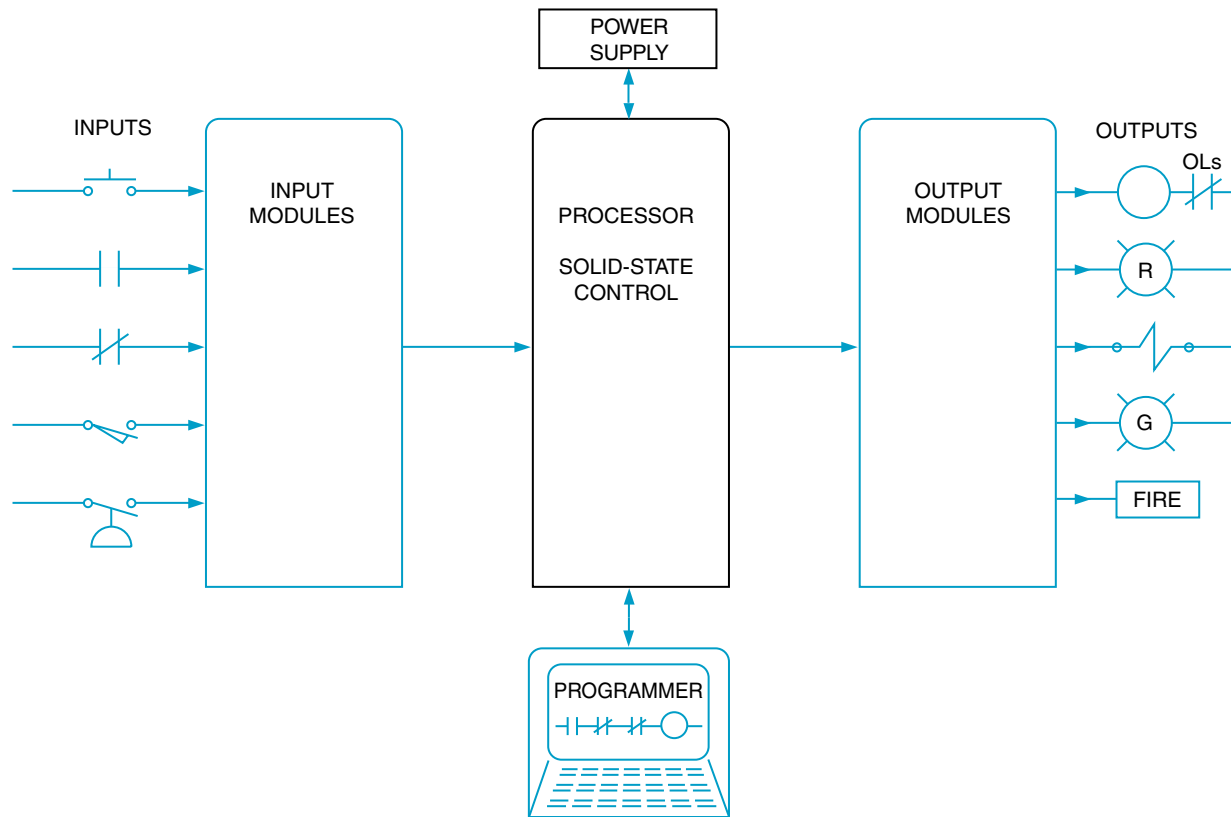 POWER
SUPPLY
INPUTS
INPUT
MODULES
PROCESSOR
SOLID-STATE
CONTROL
OUTPUT
MODULES
OUTPUTS
OLs
R
G
FIRE
PROGRAMMER